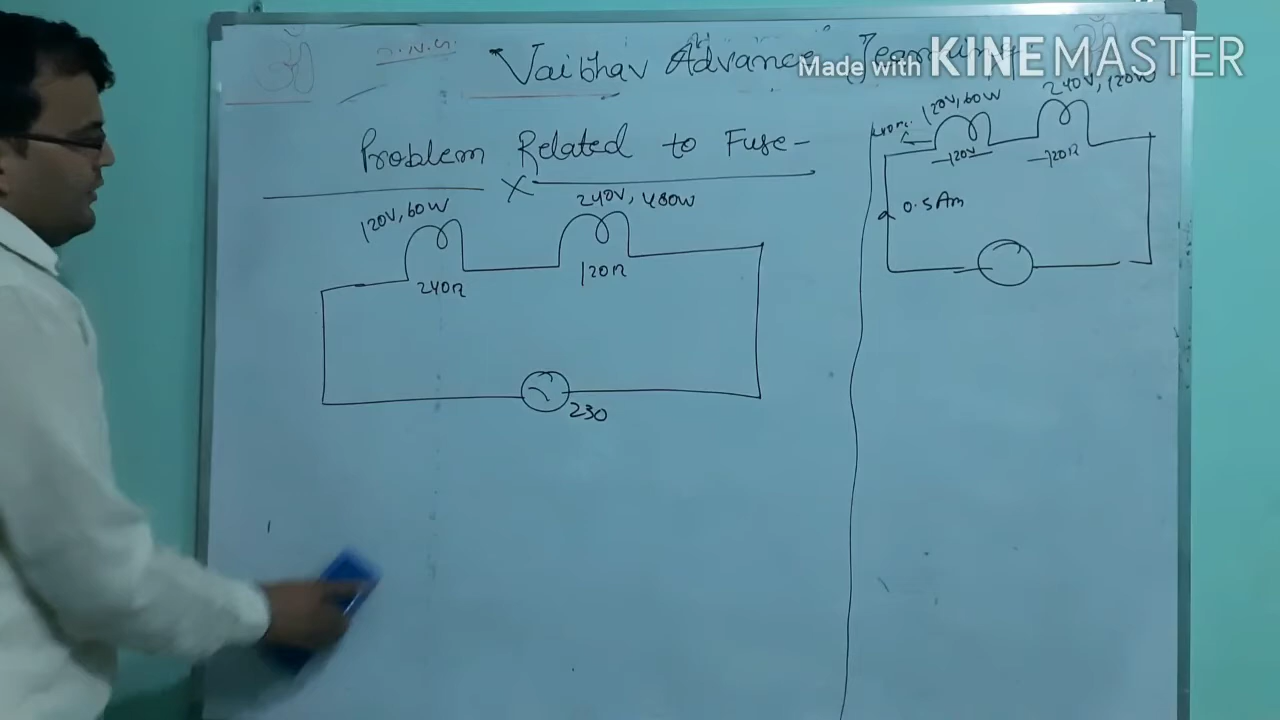 Vaibhav Advance Learning
Made with KINEMASTER
Problem Related to Fuse-
120V, 60W
240V, 480W
240Ω
120Ω
230
120V, 60W
240V, 120W
120V
120Ω
0.5Am